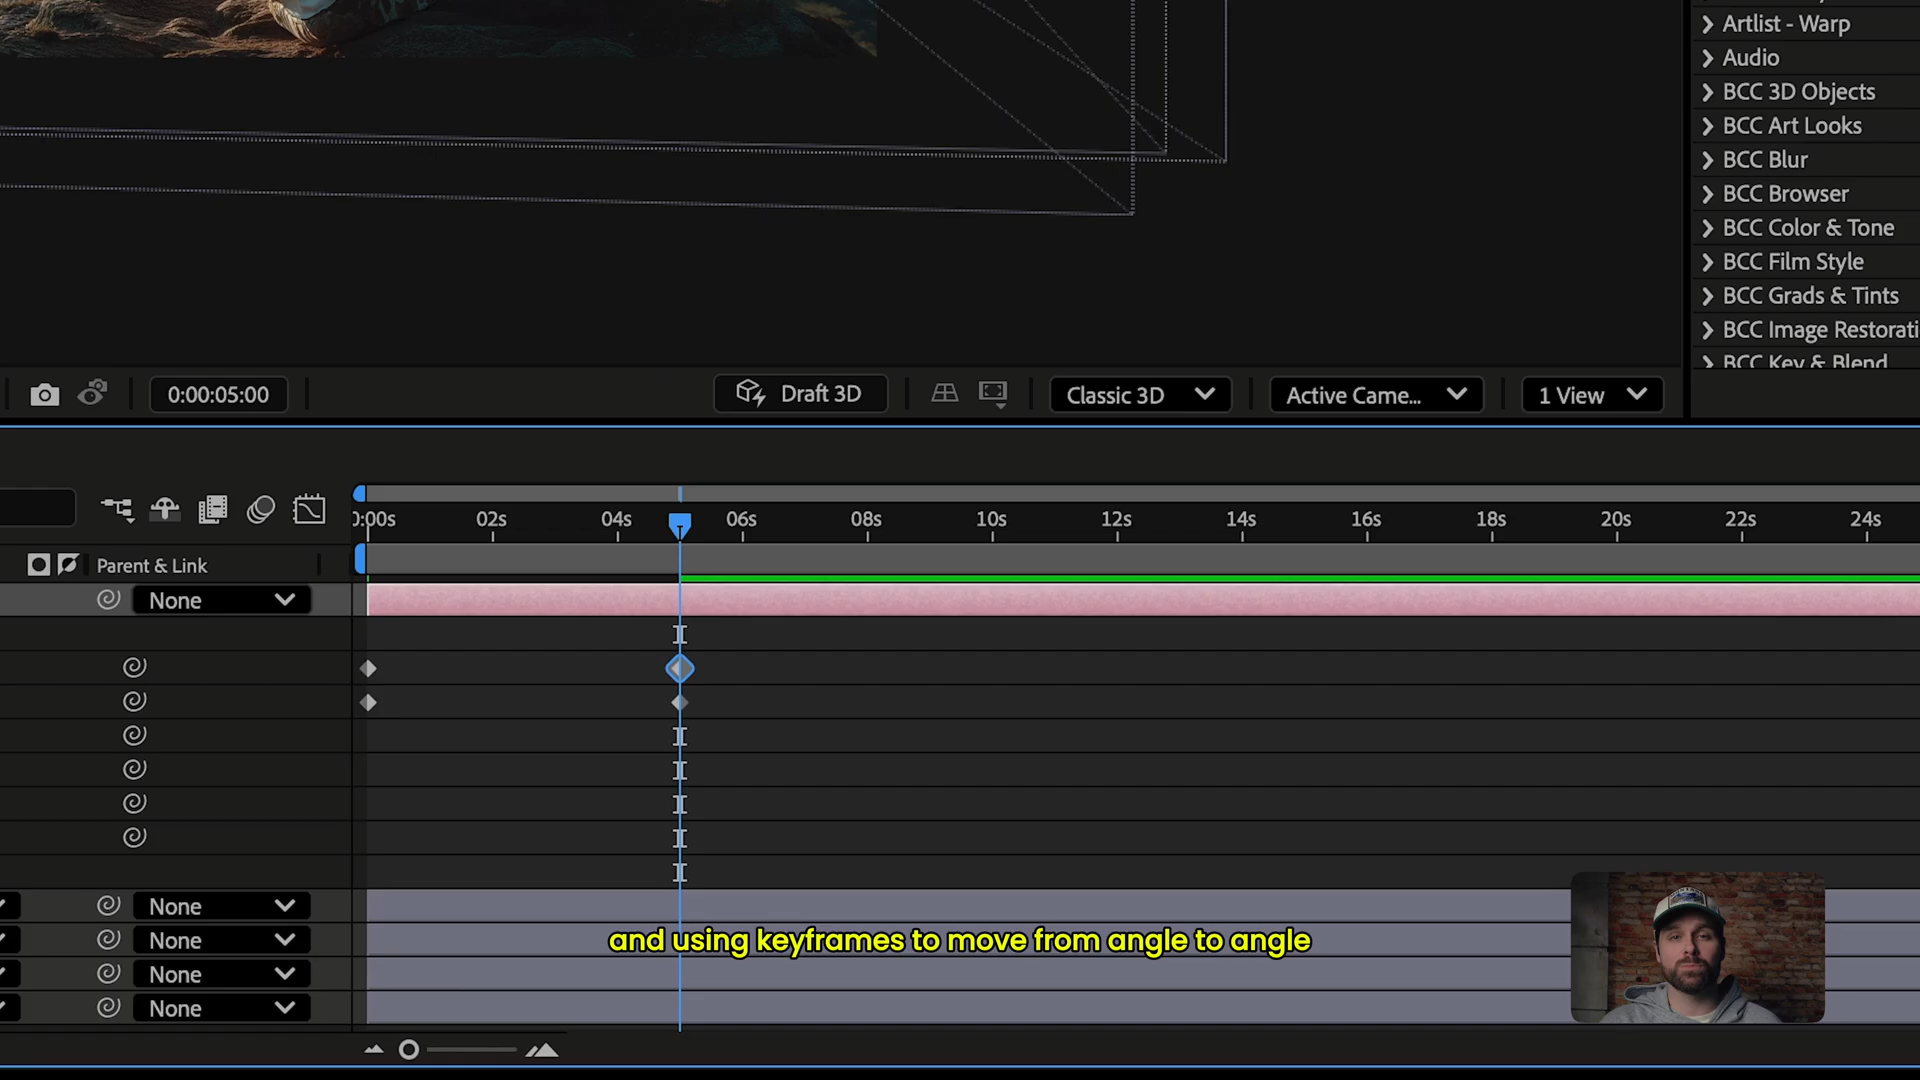 Artlist - Warp
Audio
BCC 3D Objects
BCC Art Looks
BCC Blur
BCC Browser
BCC Color & Tone
BCC Film Style
BCC Grads & Tints
BCC Image Restorati
BCC Key & Blend
0:00:05:00
Draft 3D
Classic 3D
Active Came...
1 View
0:00s 02s 04s 06s 08s 10s 12s 14s 16s 18s 20s 22s 24s
Parent & Link
None
None
None
and using keyframes to move from angle to angle
None
None